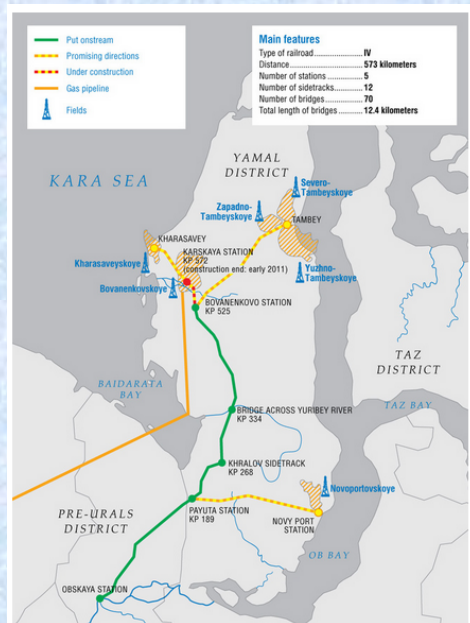 Put onstream
Promising directions
Under construction
Gas pipeline
Fields
Main features
Type of railroad..................... IV
Distance................................ 573 kilometers
Number of stations................ 5
Number of sidetracks............. 12
Number of bridges................. 70
Total length of bridges........... 12.4 kilometers
KARA SEA
YAMAL
DISTRICT
Severo-
Tambeyskoye
Zapadno-
Tambeyskoye
TAMBEY
KHARASAVEY
KARSKAYA STATION
KP 572
(construction end: early 2011)
Kharasaveyskoye
Yuzhno-
Tambeyskoye
Bovanenkovskoye
BOVANENKOVO STATION
KP 525
TAZ
DISTRICT
BAIDARATA
BAY
TAZ BAY
BRIDGE ACROSS YURIBEY RIVER
KP 334
KHRALOV SIDETRACK
KP 268
Novoportovskoye
PRE-URALS
DISTRICT
PAYUTA STATION
KP 189
NOVY PORT
STATION
OB BAY
OBSKAYA STATION